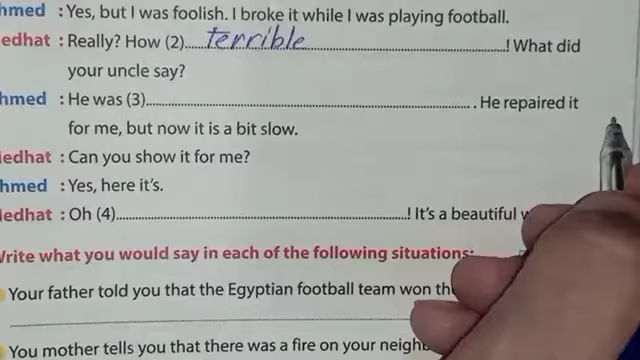 hmed : Yes, but I was foolish. I broke it while I was playing football.
edhat : Really? How (2)....terrible....! What did
your uncle say?
hmed : He was (3)........ . He repaired it
for me, but now it is a bit slow.
edhat : Can you show it for me?
hmed : Yes, here it's.
edhat : Oh (4)........! It's a beautiful
Write what you would say in each of the following situations:
Your father told you that the Egyptian football team won
You mother tells you that there was a fire on your